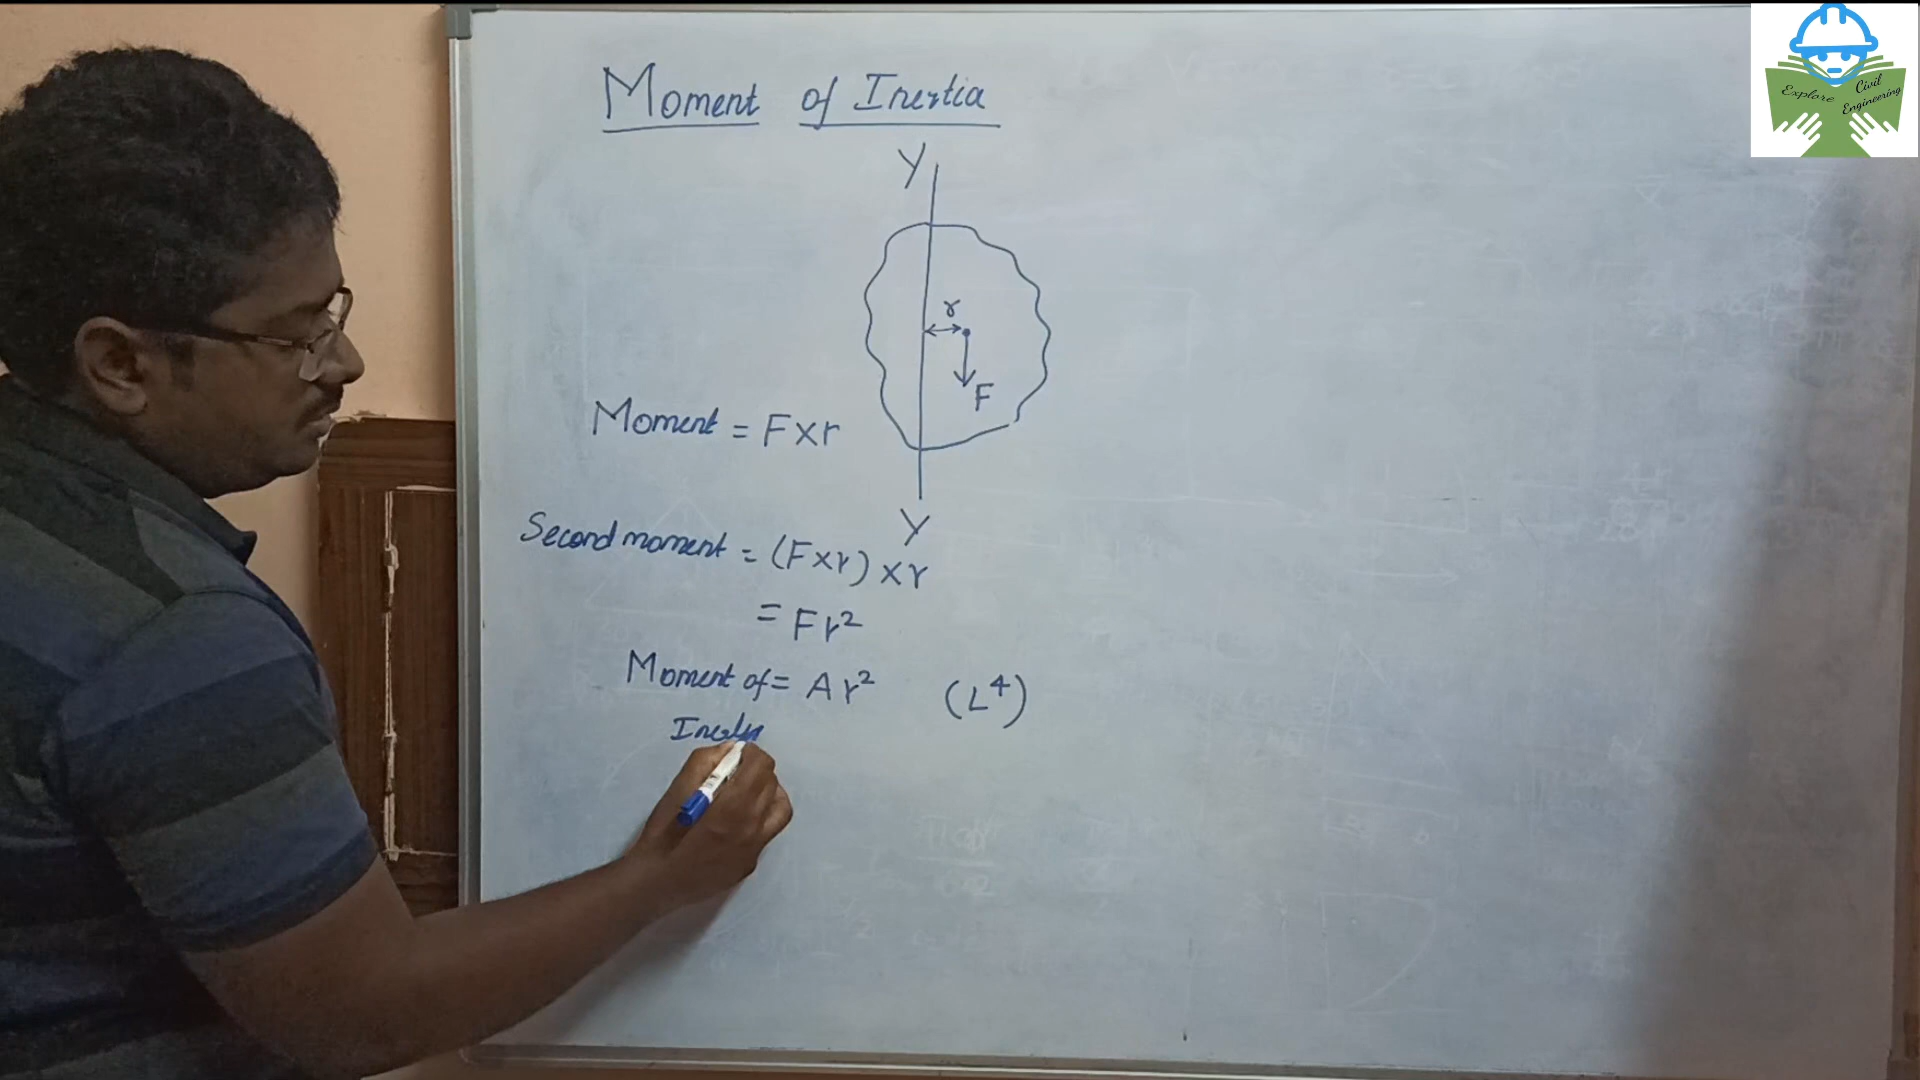 Moment of Inertia
Y
r
F
Moment = F×r
Y
Second moment = (F×r)×r
= Fr²
Moment of = Ar² (L⁴)
Explore Civil Engineering